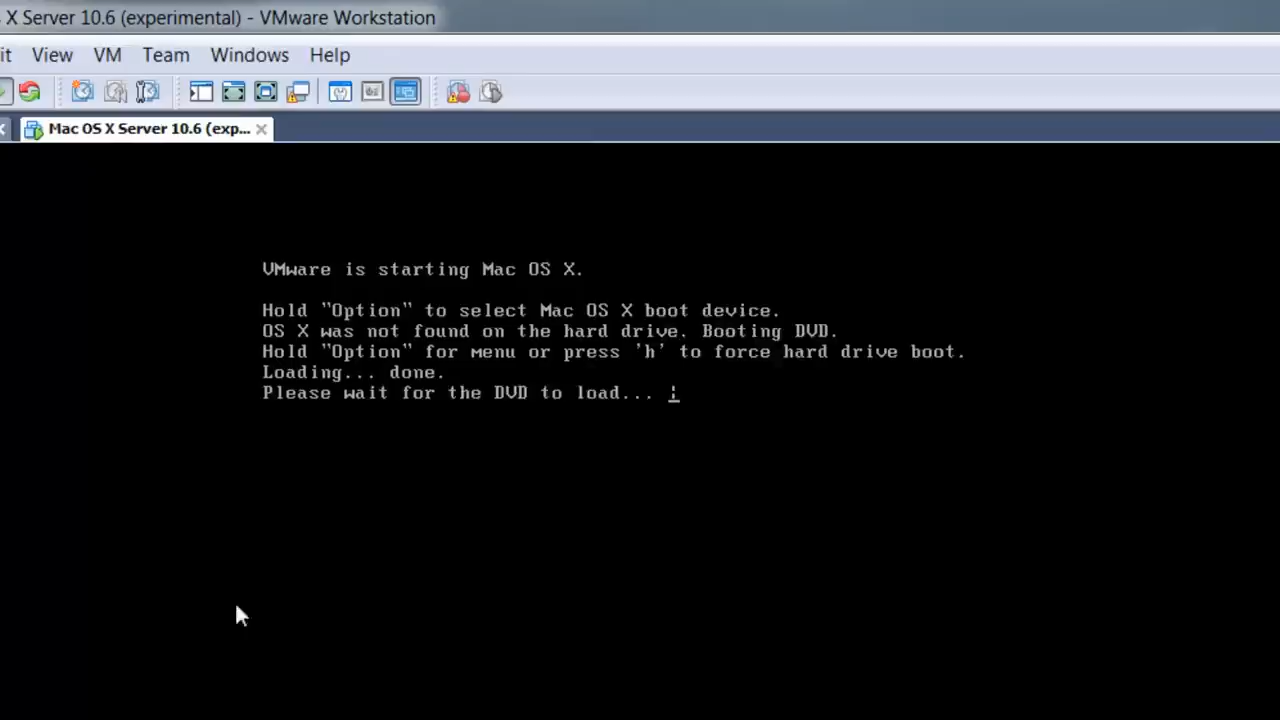 X Server 10.6 (experimental) - VMware Workstation
it View VM Team Windows Help
Mac OS X Server 10.6 (exp...
VMware is starting Mac OS X.
Hold "Option" to select Mac OS X boot device.
OS X was not found on the hard drive. Booting DVD.
Hold "Option" for menu or press 'h' to force hard drive boot.
Loading... done.
Please wait for the DVD to load... ¦